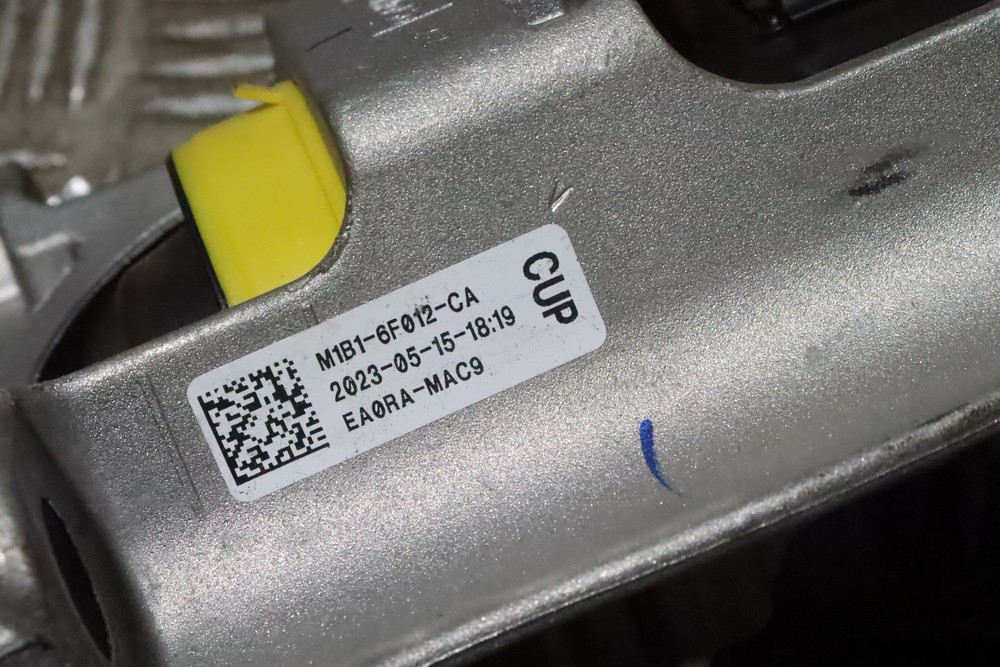 M1B1-6F012-CA
2023-05-15-18:19
EA0RA-MAC9
CUP